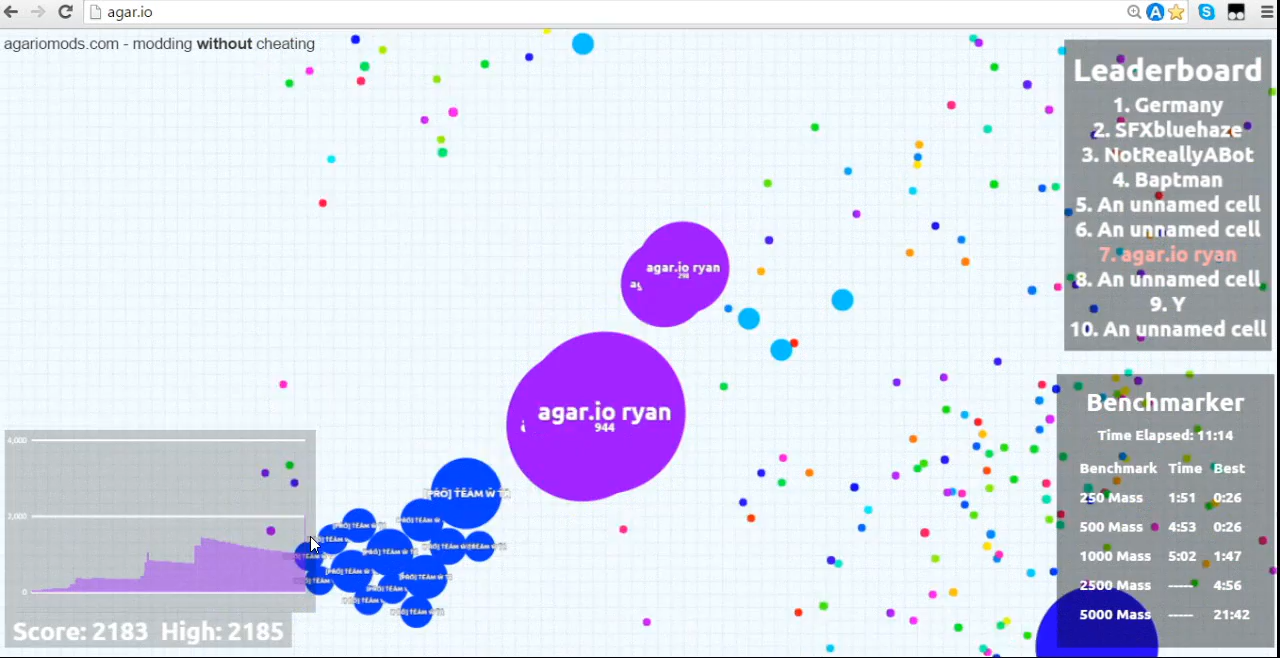 agar.io
agariomods.com - modding without cheating
Leaderboard
1. Germany
2. SFXbluehaze
3. NotReallyABot
4. Baptman
5. An unnamed cell
6. An unnamed cell
7. agar.io ryan
8. An unnamed cell
9. Y
10. An unnamed cell
agar.io ryan
298
agar.io ryan
944
Benchmarker
Time Elapsed: 11:14
Benchmark Time Best
250 Mass 1:51 0:26
500 Mass 4:53 0:26
1000 Mass 5:02 1:47
2500 Mass ----- 4:56
5000 Mass ----- 21:42
4,000
2,000
0
Score: 2183 High: 2185